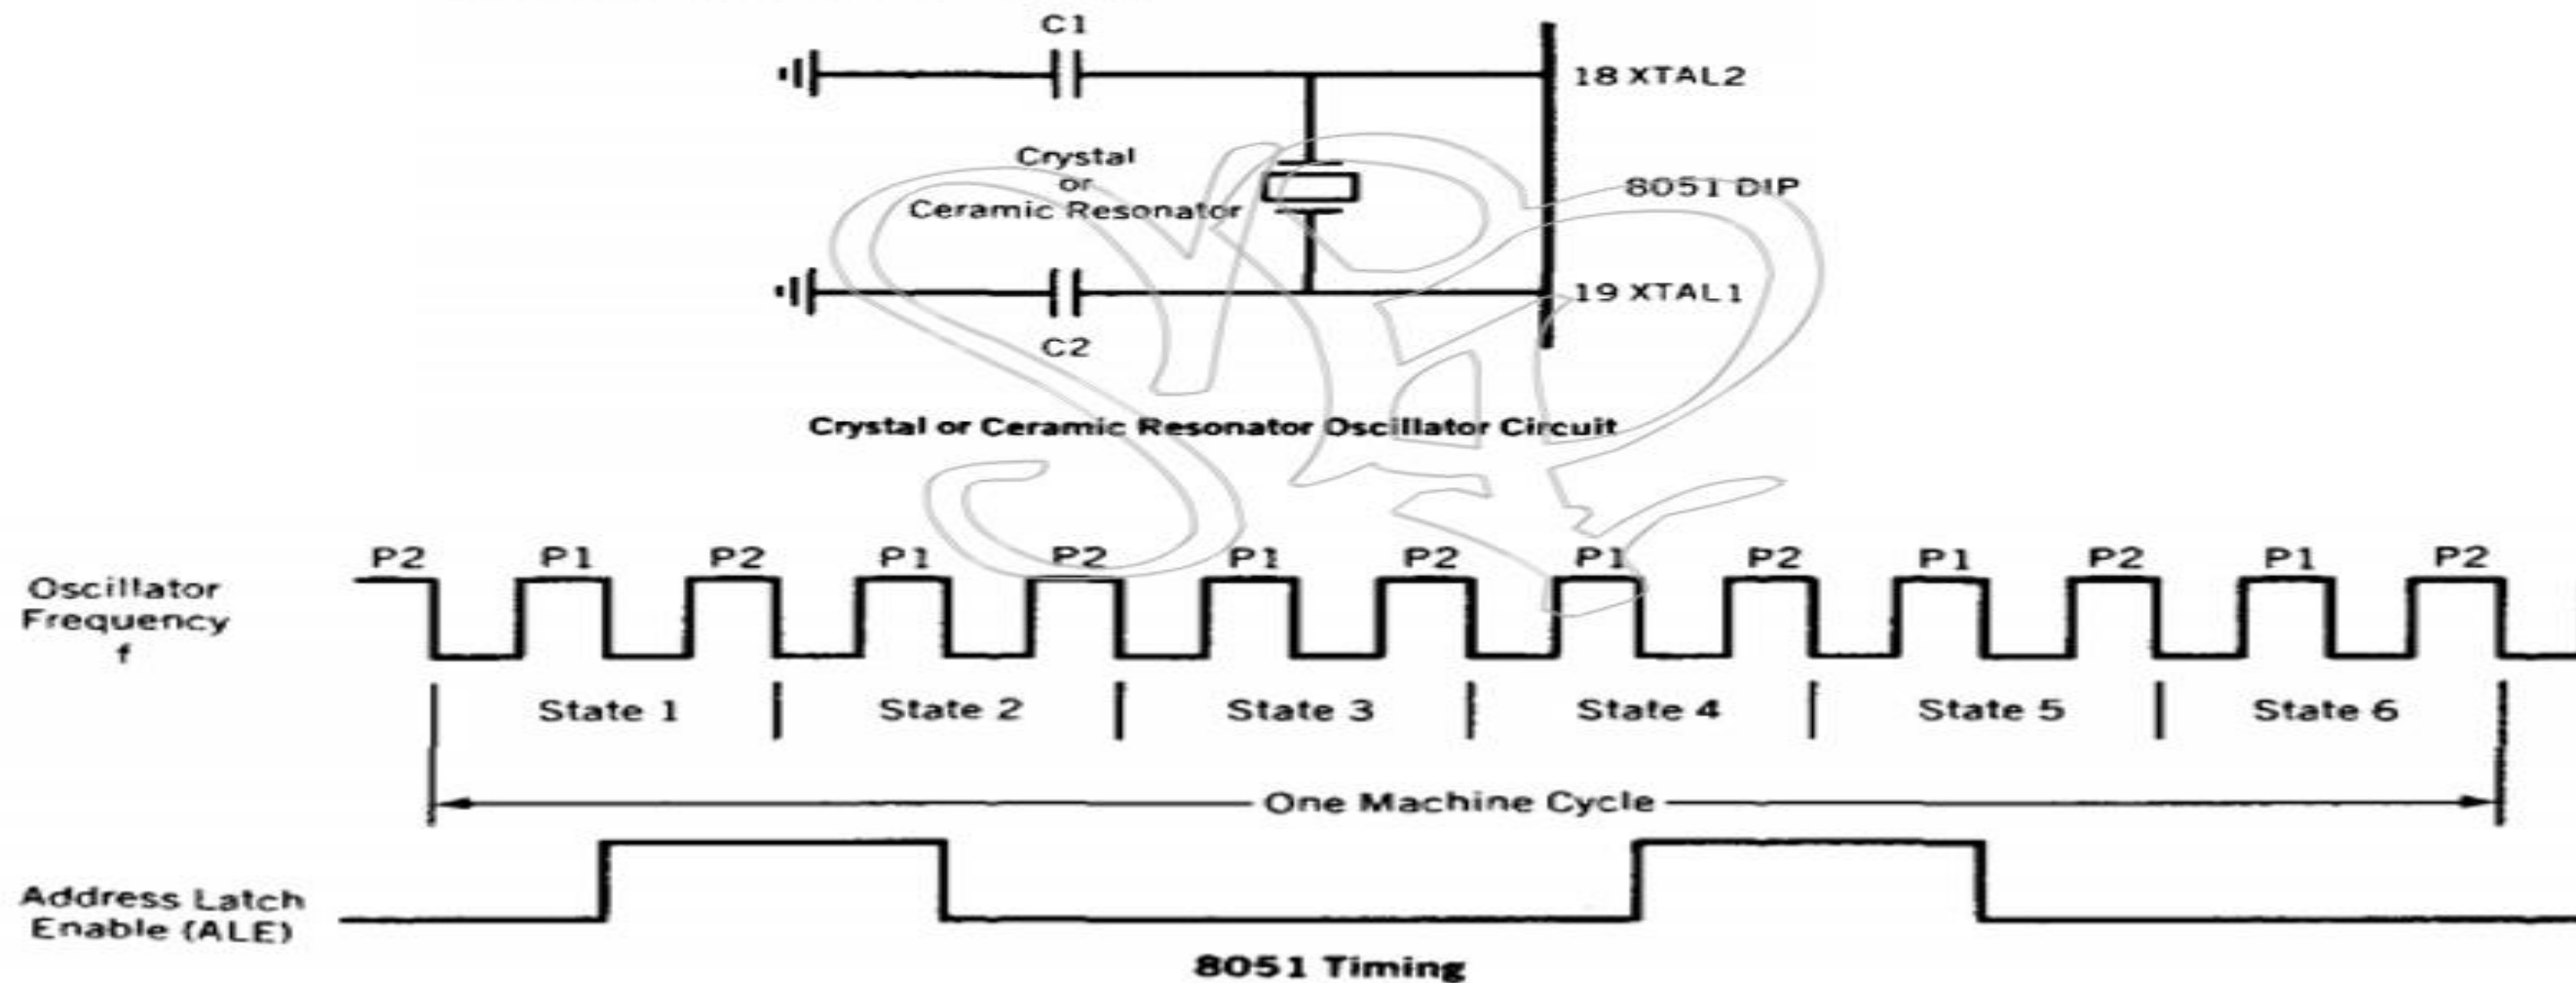 C1
18 XTAL2
Crystal
or
Ceramic Resonator
8051 DIP
19 XTAL1
C2
Crystal or Ceramic Resonator Oscillator Circuit
P2 P1 P2 P1 P2 P1 P2 P1 P2 P1 P2 P1 P2
Oscillator
Frequency
f
State 1 State 2 State 3 State 4 State 5 State 6
One Machine Cycle
Address Latch
Enable (ALE)
8051 Timing